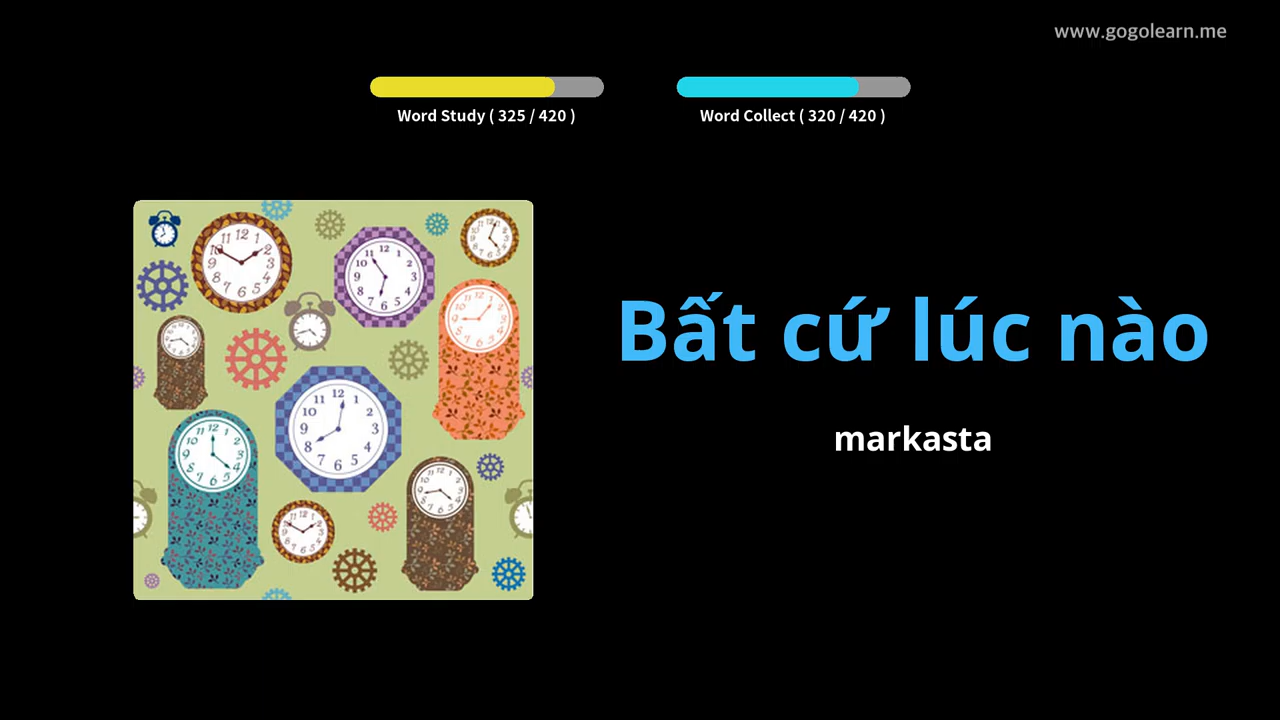 www.gogolearn.me
Word Study ( 325 / 420 )
Word Collect ( 320 / 420 )
Bất cứ lúc nào
markasta